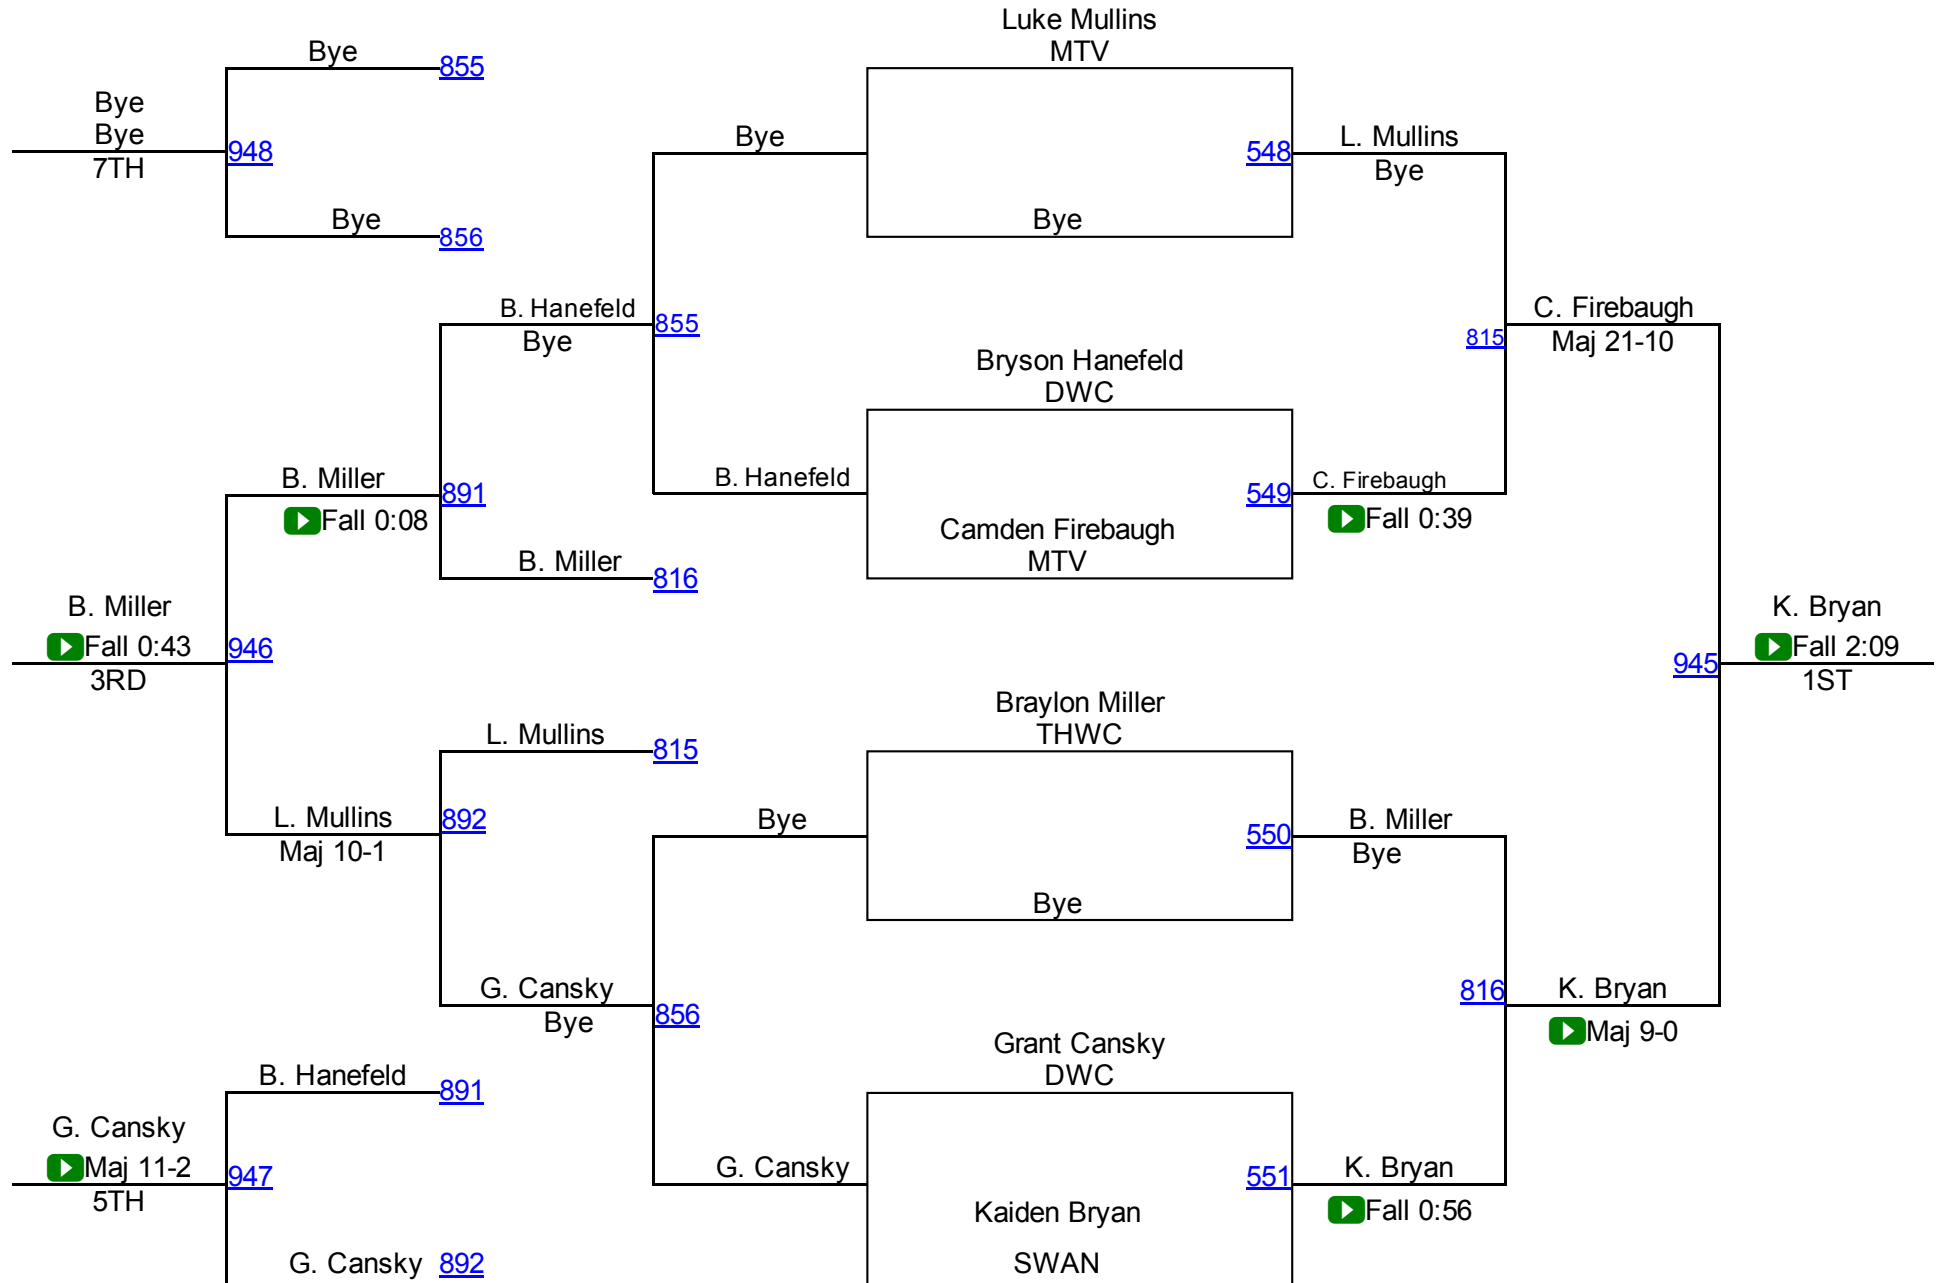 Luke Mullins
MTV
Bye
855
Bye
Bye
7TH
948
Bye
548
L. Mullins
Bye
Bye
856
Bye
B. Hanefeld
Bye
855
C. Firebaugh
Maj 21-10
815
Bryson Hanefeld
DWC
B. Miller
Fall 0:08
891
B. Hanefeld
549
C. Firebaugh
Fall 0:39
Camden Firebaugh
MTV
B. Miller
816
B. Miller
Fall 0:43
3RD
946
K. Bryan
Fall 2:09
1ST
945
Braylon Miller
THWC
L. Mullins
815
L. Mullins
Maj 10-1
892
Bye
550
B. Miller
Bye
Bye
G. Cansky
Bye
856
816
K. Bryan
Maj 9-0
Grant Cansky
DWC
B. Hanefeld
891
G. Cansky
Maj 11-2
5TH
947
G. Cansky
551
K. Bryan
Fall 0:56
Kaiden Bryan
SWAN
G. Cansky
892